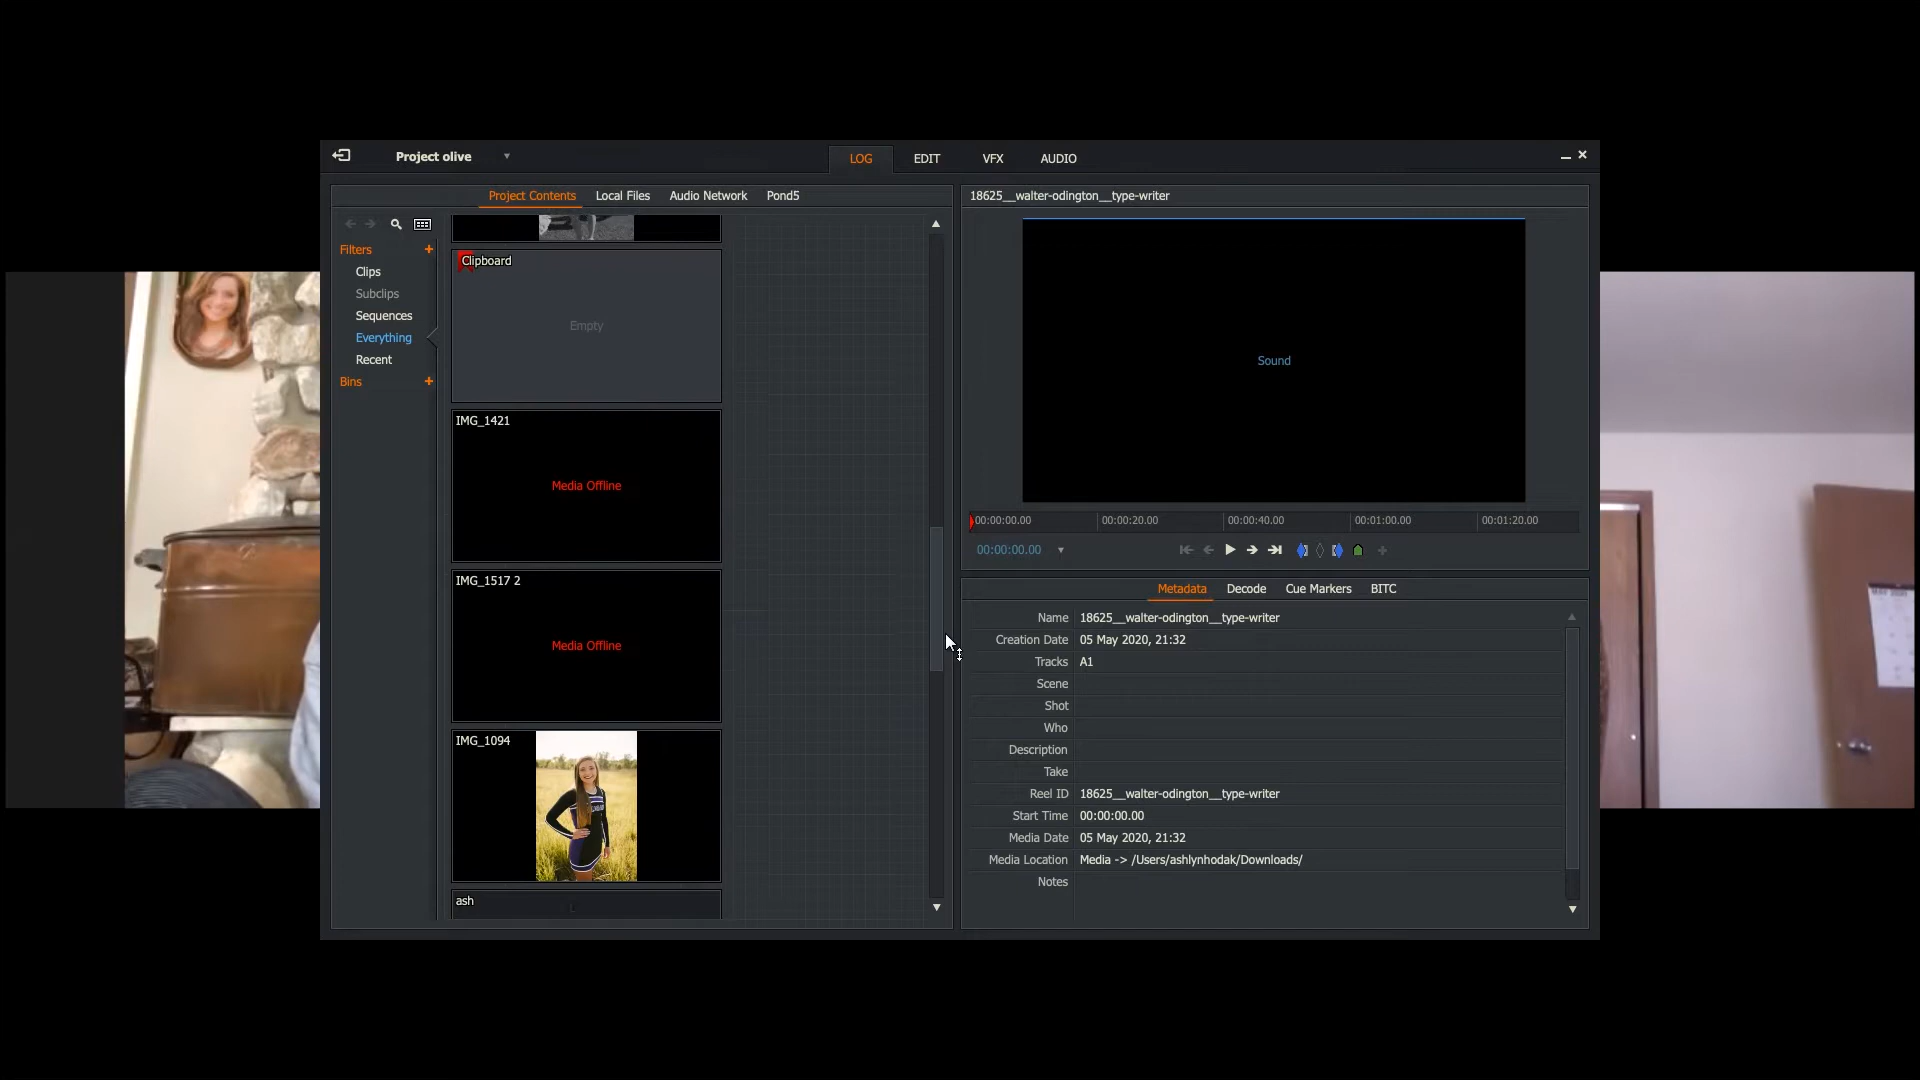 Project olive
LOG
EDIT
VFX
AUDIO
Project Contents
Local Files
Audio Network
Pond5
Filters
Clips
Subclips
Sequences
Everything
Recent
Bins
Clipboard
Empty
IMG_1421
Media Offline
IMG_1517 2
Media Offline
IMG_1094
ash
18625__walter-odington__type-writer
Sound
00:00:00.00
00:00:20.00
00:00:40.00
00:01:00.00
00:01:20.00
00:00:00.00
Metadata
Decode
Cue Markers
BITC
Name 18625__walter-odington__type-writer
Creation Date 05 May 2020, 21:32
Tracks A1
Scene
Shot
Who
Description
Take
Reel ID 18625__walter-odington__type-writer
Start Time 00:00:00.00
Media Date 05 May 2020, 21:32
Media Location Media -> /Users/ashlynhodak/Downloads/
Notes